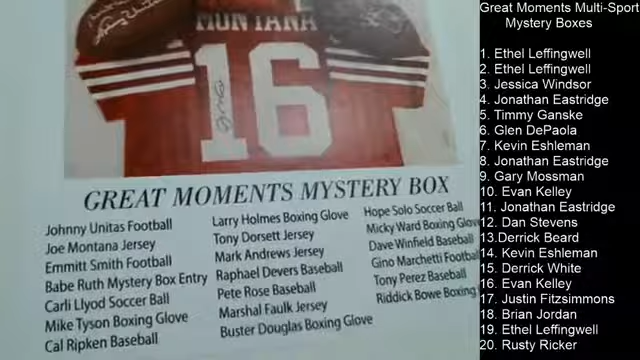 MONTANA
16
GREAT MOMENTS MYSTERY BOX
Johnny Unitas Football
Joe Montana Jersey
Emmitt Smith Football
Babe Ruth Mystery Box Entry
Carli Llyod Soccer Ball
Mike Tyson Boxing Glove
Cal Ripken Baseball
Larry Holmes Boxing Glove
Tony Dorsett Jersey
Mark Andrews Jersey
Raphael Devers Baseball
Pete Rose Baseball
Marshal Faulk Jersey
Buster Douglas Boxing Glove
Hope Solo Soccer Ball
Micky Ward Boxing Glov
Dave Winfield Baseball
Gino Marchetti Footbal
Tony Perez Baseball
Riddick Bowe Boxing
Great Moments Multi-Sport
Mystery Boxes
1. Ethel Leffingwell
2. Ethel Leffingwell
3. Jessica Windsor
4. Jonathan Eastridge
5. Timmy Ganske
6. Glen DePaola
7. Kevin Eshleman
8. Jonathan Eastridge
9. Gary Mossman
10. Evan Kelley
11. Jonathan Eastridge
12. Dan Stevens
13.Derrick Beard
14. Kevin Eshleman
15. Derrick White
16. Evan Kelley
17. Justin Fitzsimmons
18. Brian Jordan
19. Ethel Leffingwell
20. Rusty Ricker